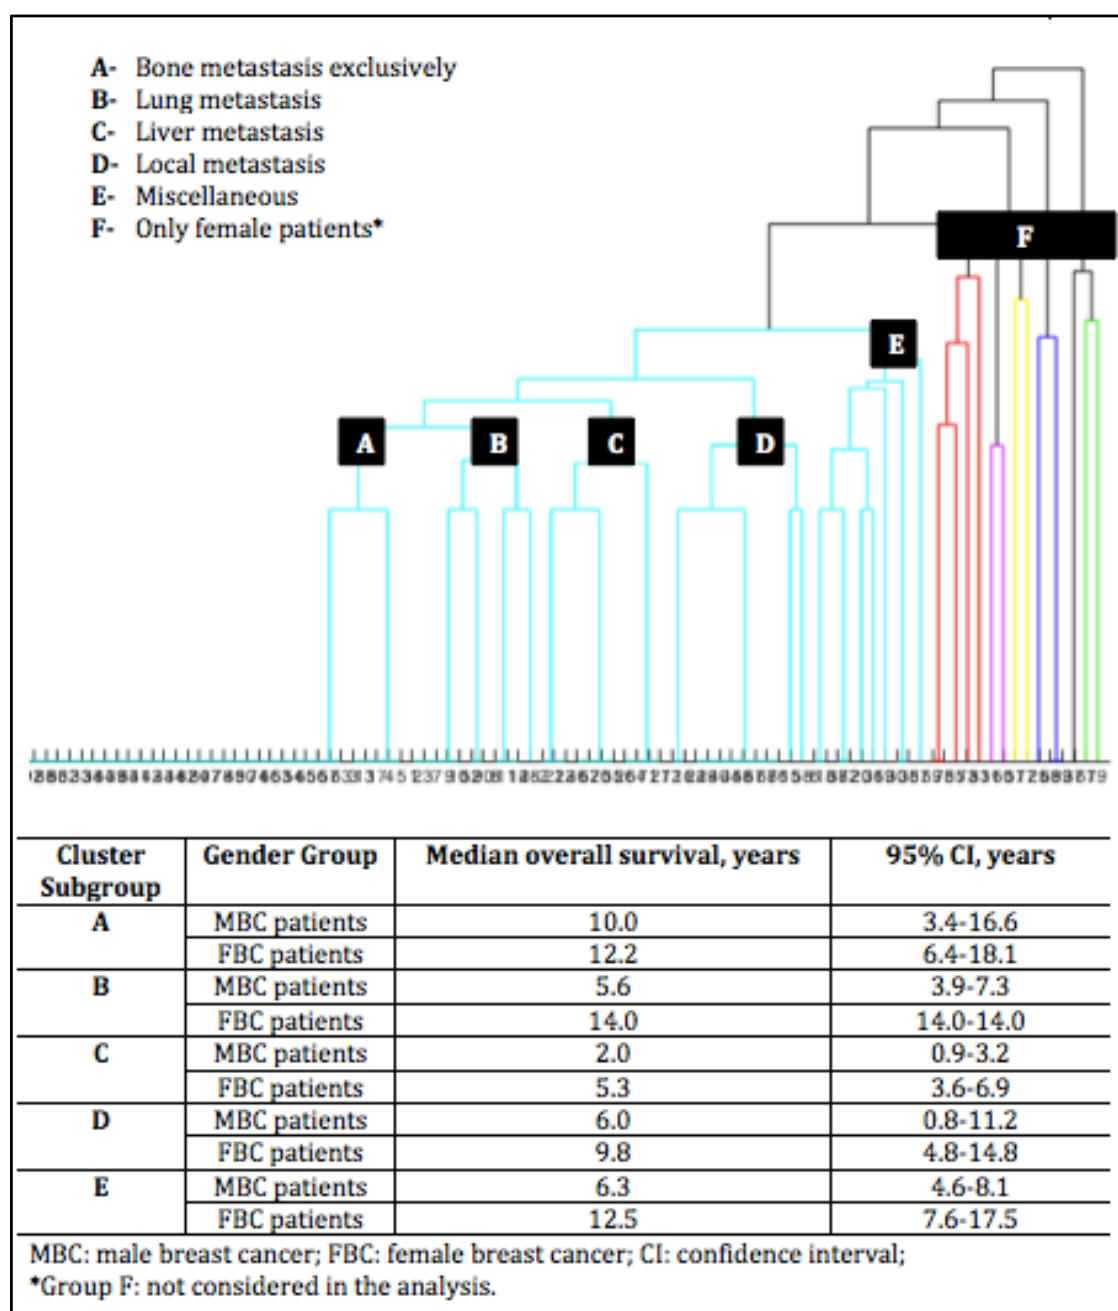 A- Bone metastasis exclusively
B- Lung metastasis
C- Liver metastasis
D- Local metastasis
E- Miscellaneous
F- Only female patients*
F
E
A
B
C
D
Cluster Subgroup Gender Group Median overall survival, years 95% CI, years
A MBC patients 10.0 3.4-16.6
FBC patients 12.2 6.4-18.1
B MBC patients 5.6 3.9-7.3
FBC patients 14.0 14.0-14.0
C MBC patients 2.0 0.9-3.2
FBC patients 5.3 3.6-6.9
D MBC patients 6.0 0.8-11.2
FBC patients 9.8 4.8-14.8
E MBC patients 6.3 4.6-8.1
FBC patients 12.5 7.6-17.5
MBC: male breast cancer; FBC: female breast cancer; CI: confidence interval;
*Group F: not considered in the analysis.